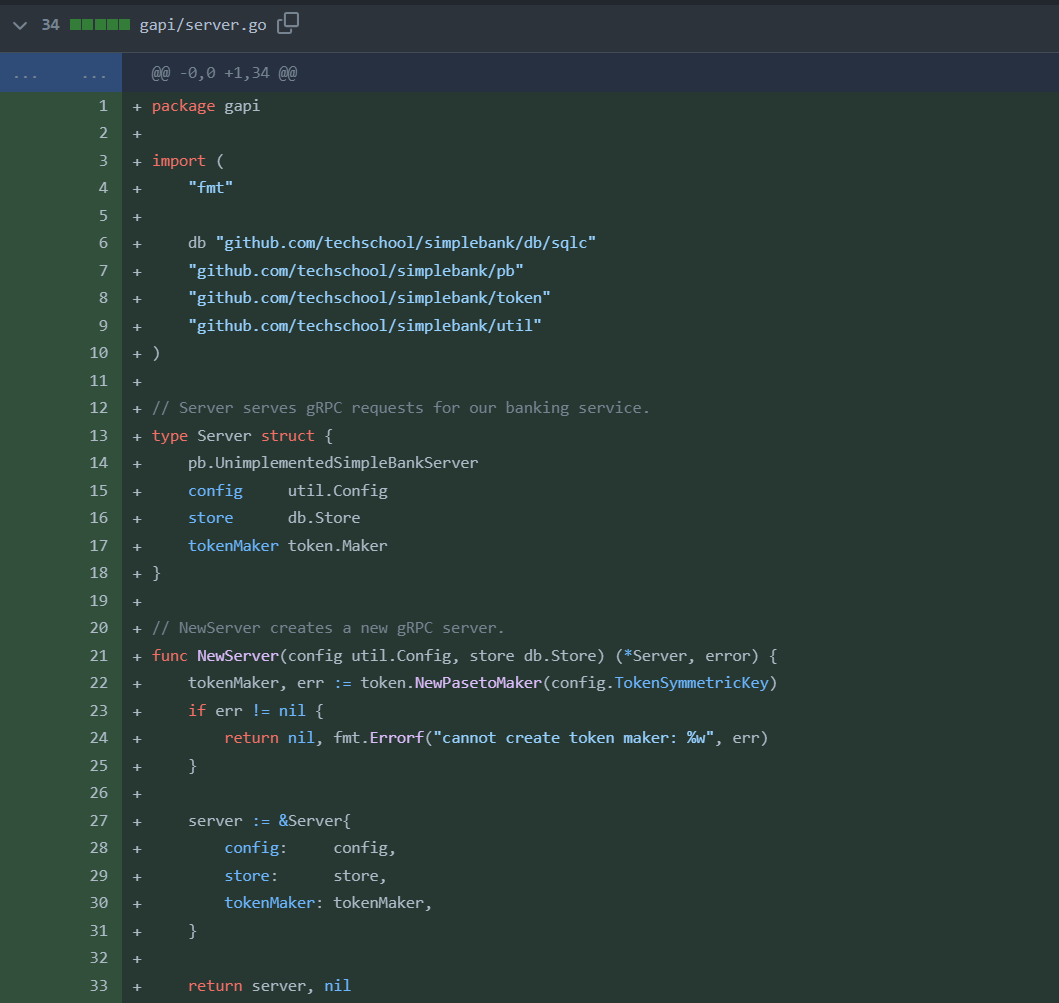 34 gapi/server.go
... ... @@ -0,0 +1,34 @@
1 + package gapi
2 +
3 + import (
4 + "fmt"
5 +
6 + db "github.com/techschool/simplebank/db/sqlc"
7 + "github.com/techschool/simplebank/pb"
8 + "github.com/techschool/simplebank/token"
9 + "github.com/techschool/simplebank/util"
10 + )
11 +
12 + // Server serves gRPC requests for our banking service.
13 + type Server struct {
14 + pb.UnimplementedSimpleBankServer
15 + config     util.Config
16 + store      db.Store
17 + tokenMaker token.Maker
18 + }
19 +
20 + // NewServer creates a new gRPC server.
21 + func NewServer(config util.Config, store db.Store) (*Server, error) {
22 + tokenMaker, err := token.NewPasetoMaker(config.TokenSymmetricKey)
23 + if err != nil {
24 + return nil, fmt.Errorf("cannot create token maker: %w", err)
25 + }
26 +
27 + server := &Server{
28 + config:     config,
29 + store:      store,
30 + tokenMaker: tokenMaker,
31 + }
32 +
33 + return server, nil